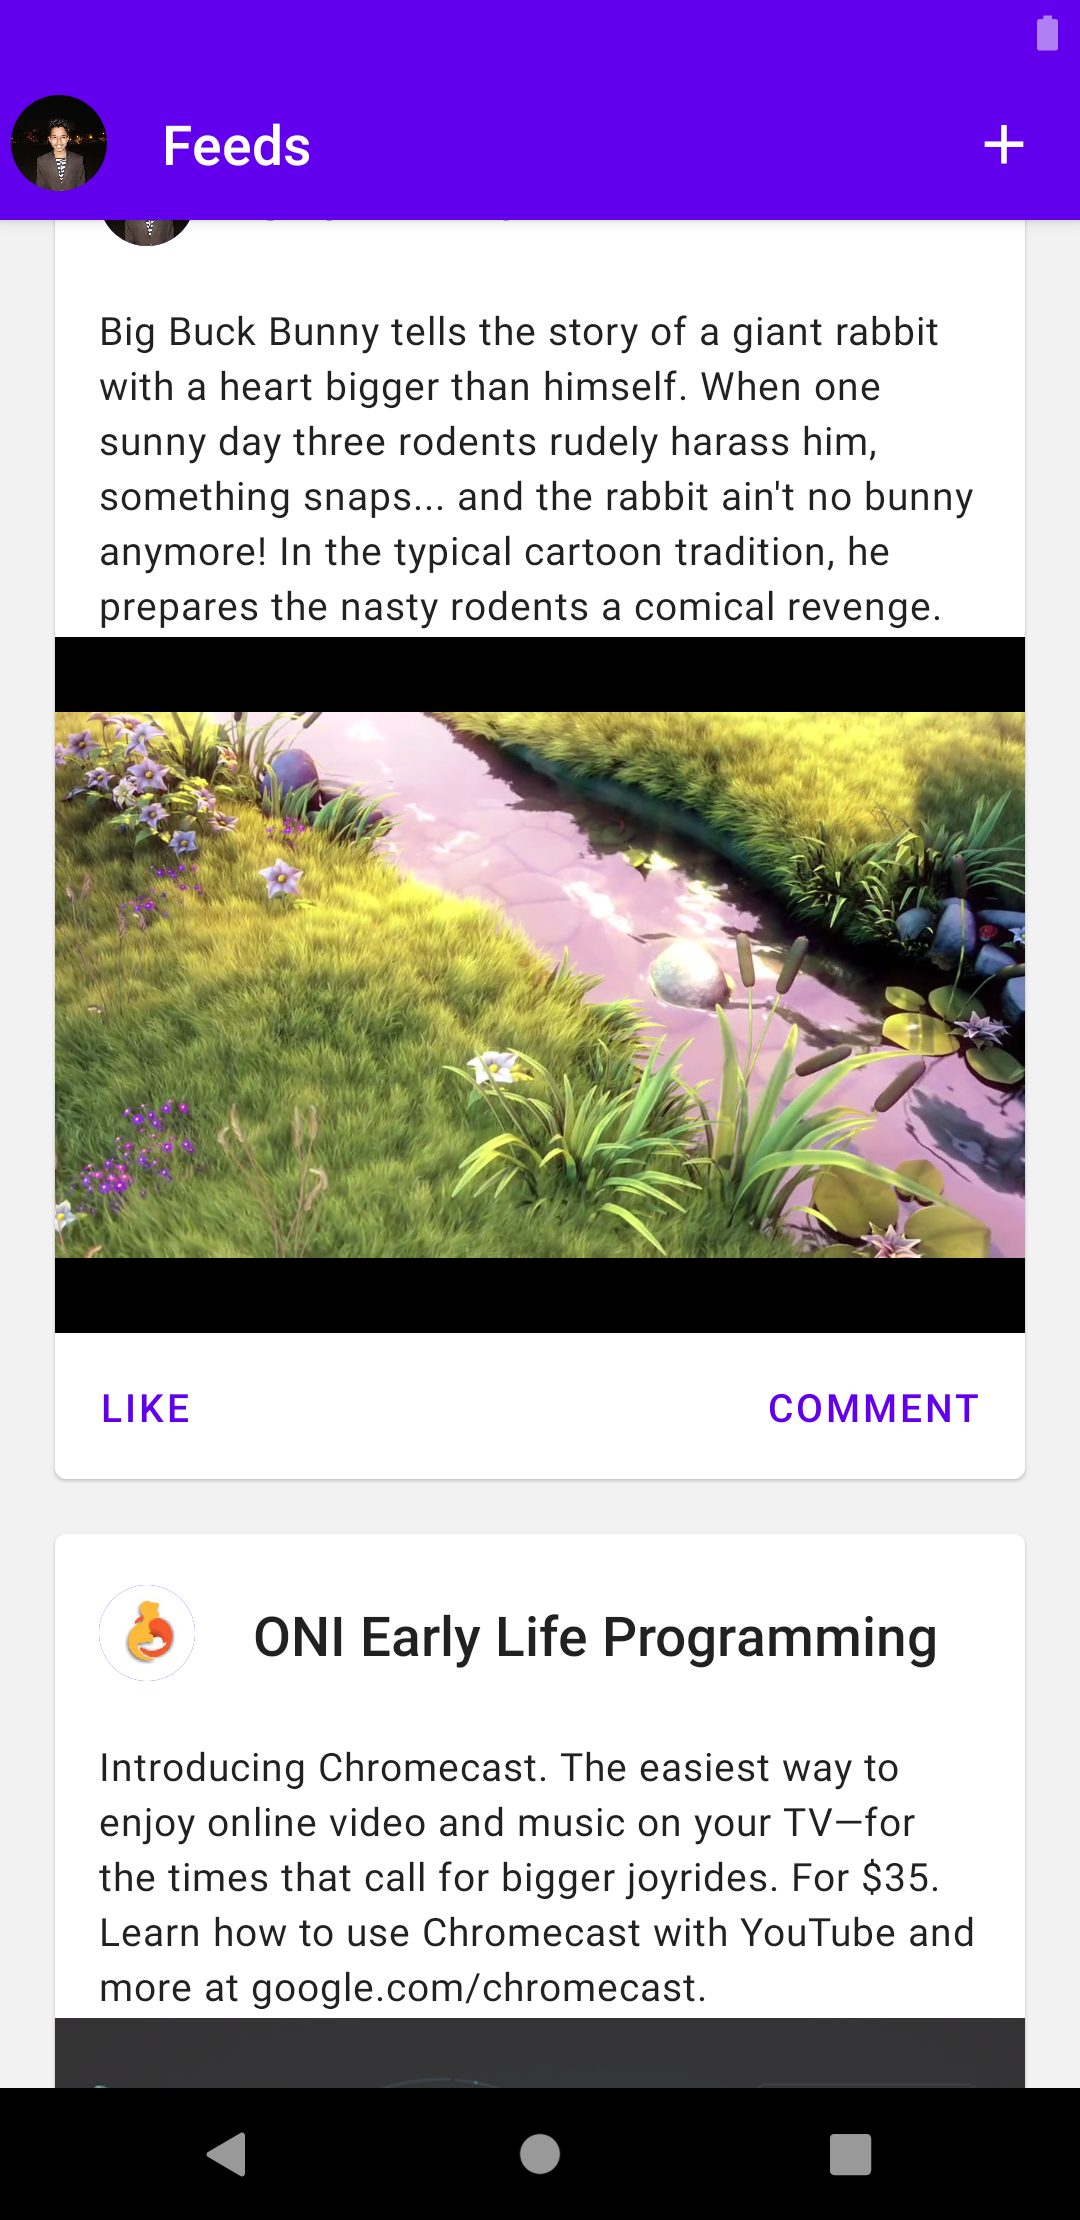 Feeds
Big Buck Bunny tells the story of a giant rabbit
with a heart bigger than himself. When one
sunny day three rodents rudely harass him,
something snaps... and the rabbit ain't no bunny
anymore! In the typical cartoon tradition, he
prepares the nasty rodents a comical revenge.
LIKE
COMMENT
ONI Early Life Programming
Introducing Chromecast. The easiest way to
enjoy online video and music on your TV—for
the times that call for bigger joyrides. For $35.
Learn how to use Chromecast with YouTube and
more at google.com/chromecast.